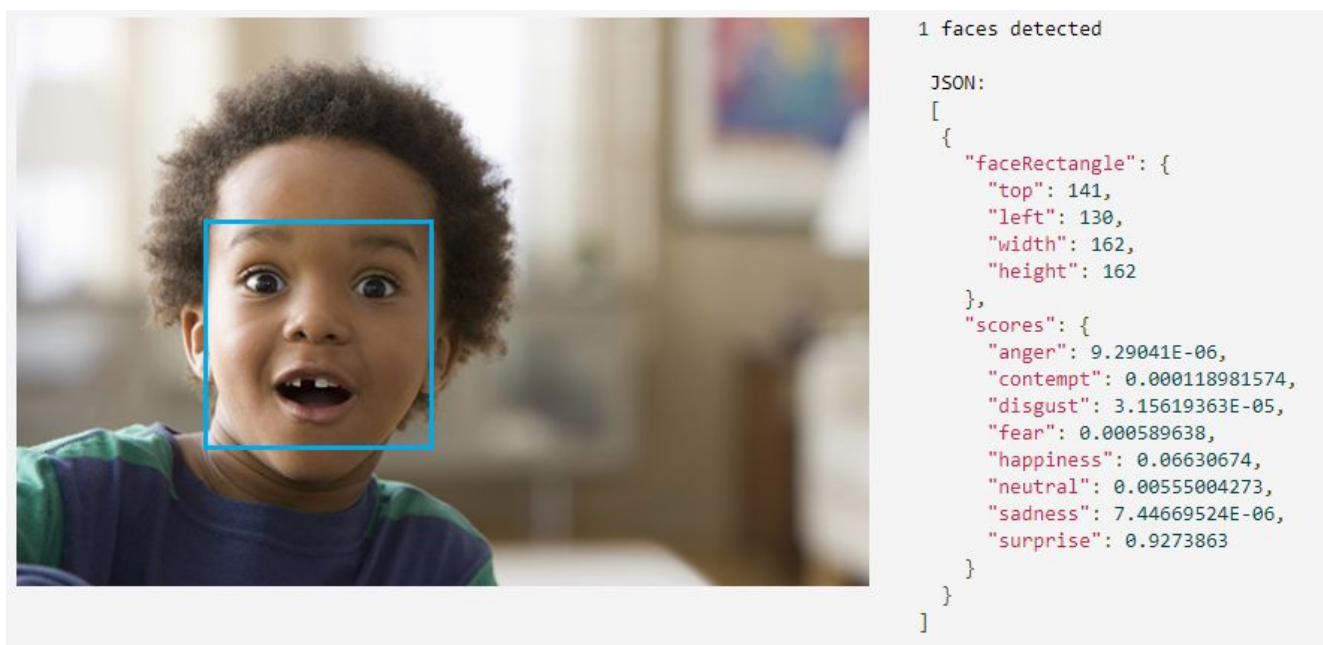 1 faces detected
JSON:
[
{
"faceRectangle": {
"top": 141,
"left": 130,
"width": 162,
"height": 162
},
"scores": {
"anger": 9.29041E-06,
"contempt": 0.000118981574,
"disgust": 3.15619363E-05,
"fear": 0.000589638,
"happiness": 0.06630674,
"neutral": 0.00555004273,
"sadness": 7.44669524E-06,
"surprise": 0.9273863
}
}
]